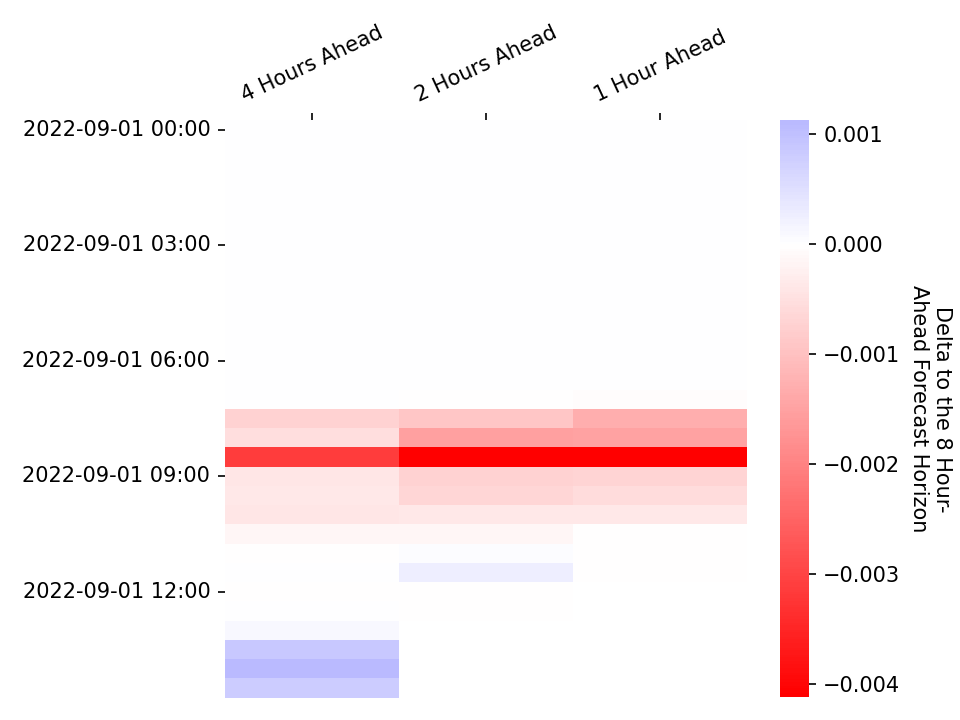 4 Hours Ahead
2 Hours Ahead
1 Hour Ahead
2022-09-01 00:00
2022-09-01 03:00
2022-09-01 06:00
2022-09-01 09:00
2022-09-01 12:00
0.001
0.000
−0.001
−0.002
−0.003
−0.004
Delta to the 8 Hour-
Ahead Forecast Horizon